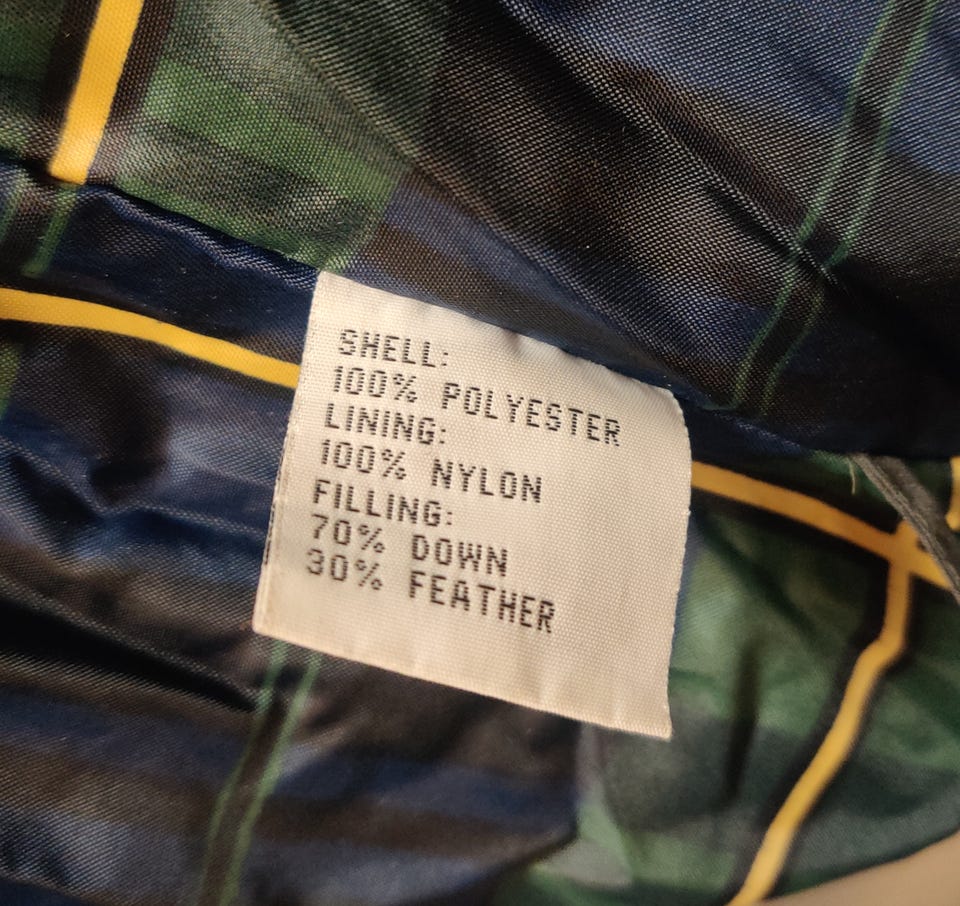 SHELL:
100% POLYESTER
LINING:
100% NYLON
FILLING:
70% DOWN
30% FEATHER